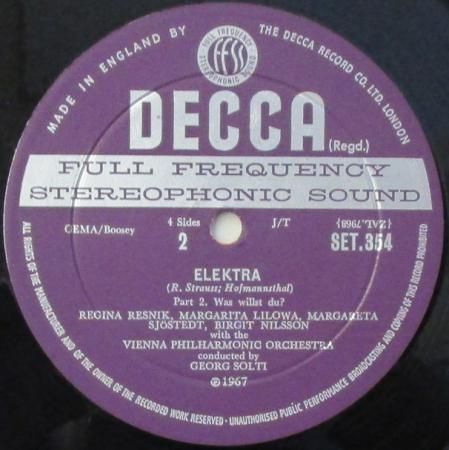 MADE IN ENGLAND BY
THE DECCA RECORD CO. LTD. LONDON
FULL FREQUENCY
FFSS
STEREOPHONIC SOUND
DECCA (Regd.)
FULL FREQUENCY
STEREOPHONIC SOUND
GEMA/Boosey
4 Sides
2
J/T
{ZAL.7968}
SET.354
ELEKTRA
(R. Strauss; Hofmannsthal)
Part 2. Was willst du?
REGINA RESNIK, MARGARITA LILOWA, MARGARETA
SJÖSTEDT, BIRGIT NILSSON
with the
VIENNA PHILHARMONIC ORCHESTRA
conducted by
GEORG SOLTI
℗1967
ALL RIGHTS OF THE MANUFACTURER AND OF THE OWNER OF THE RECORDED WORK RESERVED · UNAUTHORISED PUBLIC PERFORMANCE BROADCASTING AND COPYING OF THIS RECORD PROHIBITED